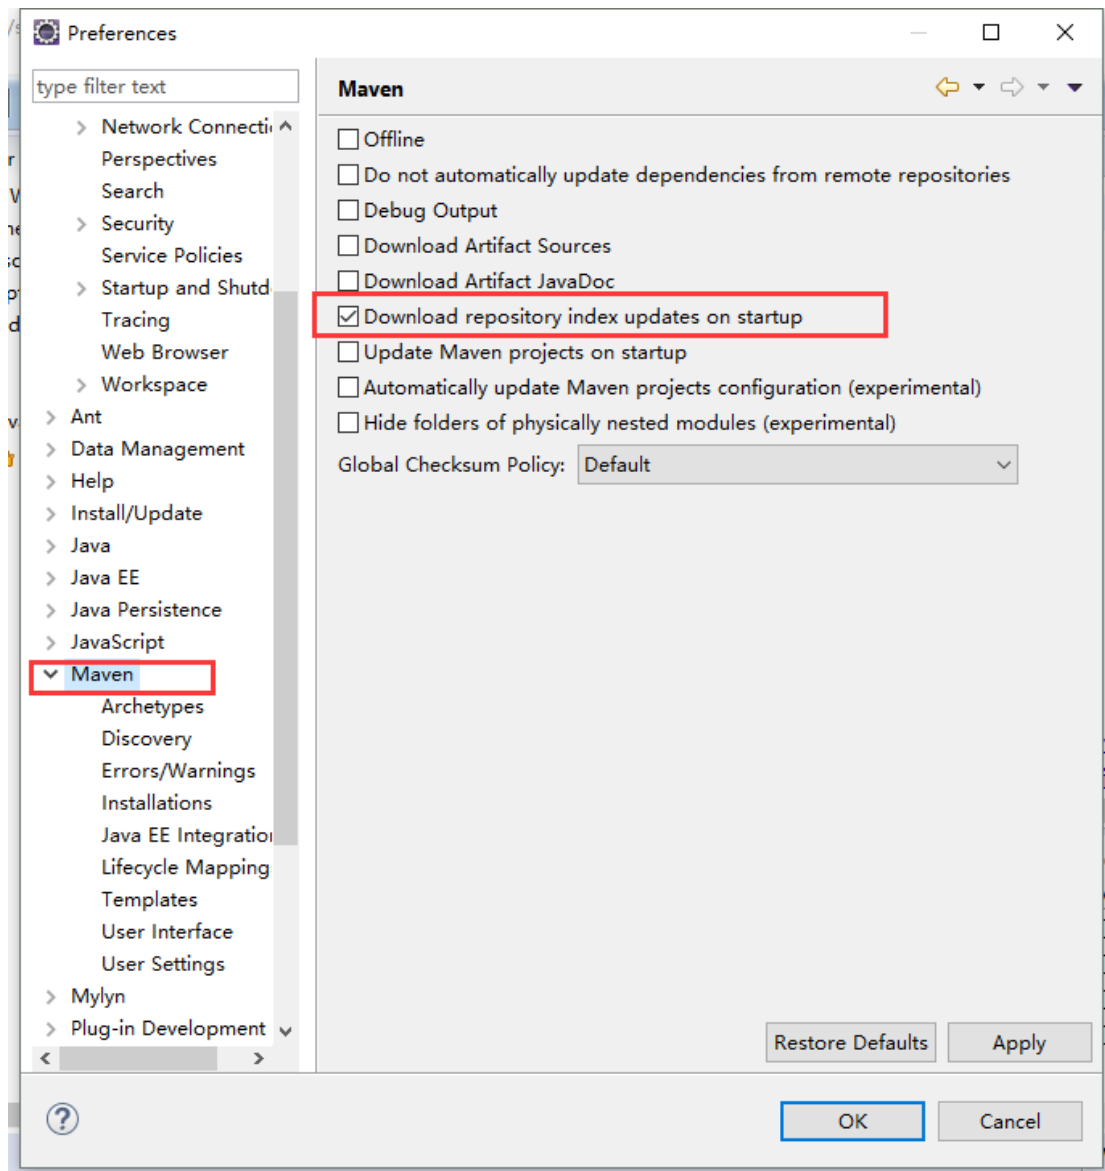 Preferences
type filter text
Network Connecti
Perspectives
Search
Security
Service Policies
Startup and Shutd
Tracing
Web Browser
Workspace
Ant
Data Management
Help
Install/Update
Java
Java EE
Java Persistence
JavaScript
Maven
Archetypes
Discovery
Errors/Warnings
Installations
Java EE Integration
Lifecycle Mapping
Templates
User Interface
User Settings
Mylyn
Plug-in Development
Maven
Offline
Do not automatically update dependencies from remote repositories
Debug Output
Download Artifact Sources
Download Artifact JavaDoc
Download repository index updates on startup
Update Maven projects on startup
Automatically update Maven projects configuration (experimental)
Hide folders of physically nested modules (experimental)
Global Checksum Policy: Default
Restore Defaults Apply
OK Cancel